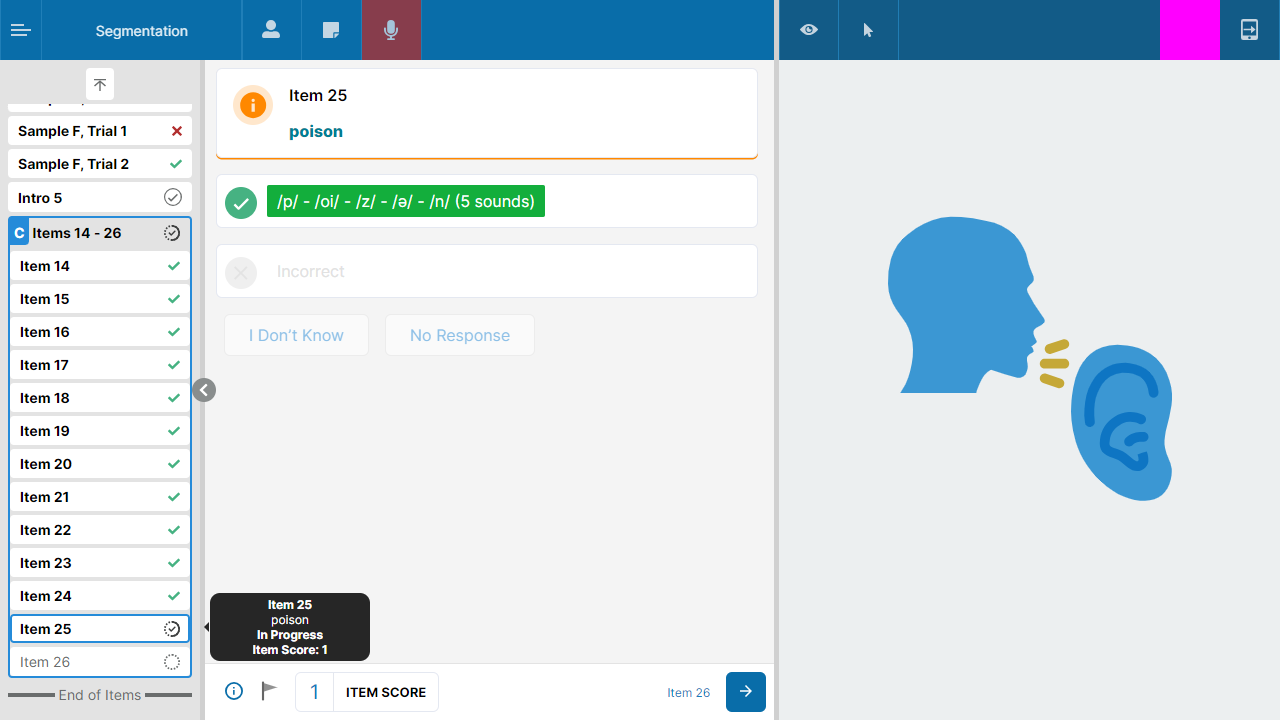 Segmentation
Sample F, Trial 1
Sample F, Trial 2
Intro 5
C Items 14 - 26
Item 14
Item 15
Item 16
Item 17
Item 18
Item 19
Item 20
Item 21
Item 22
Item 23
Item 24
Item 25
Item 26
End of Items
Item 25
poison
/p/ - /oi/ - /z/ - /ə/ - /n/ (5 sounds)
Incorrect
I Don't Know
No Response
Item 25
poison
In Progress
Item Score: 1
1 ITEM SCORE
Item 26